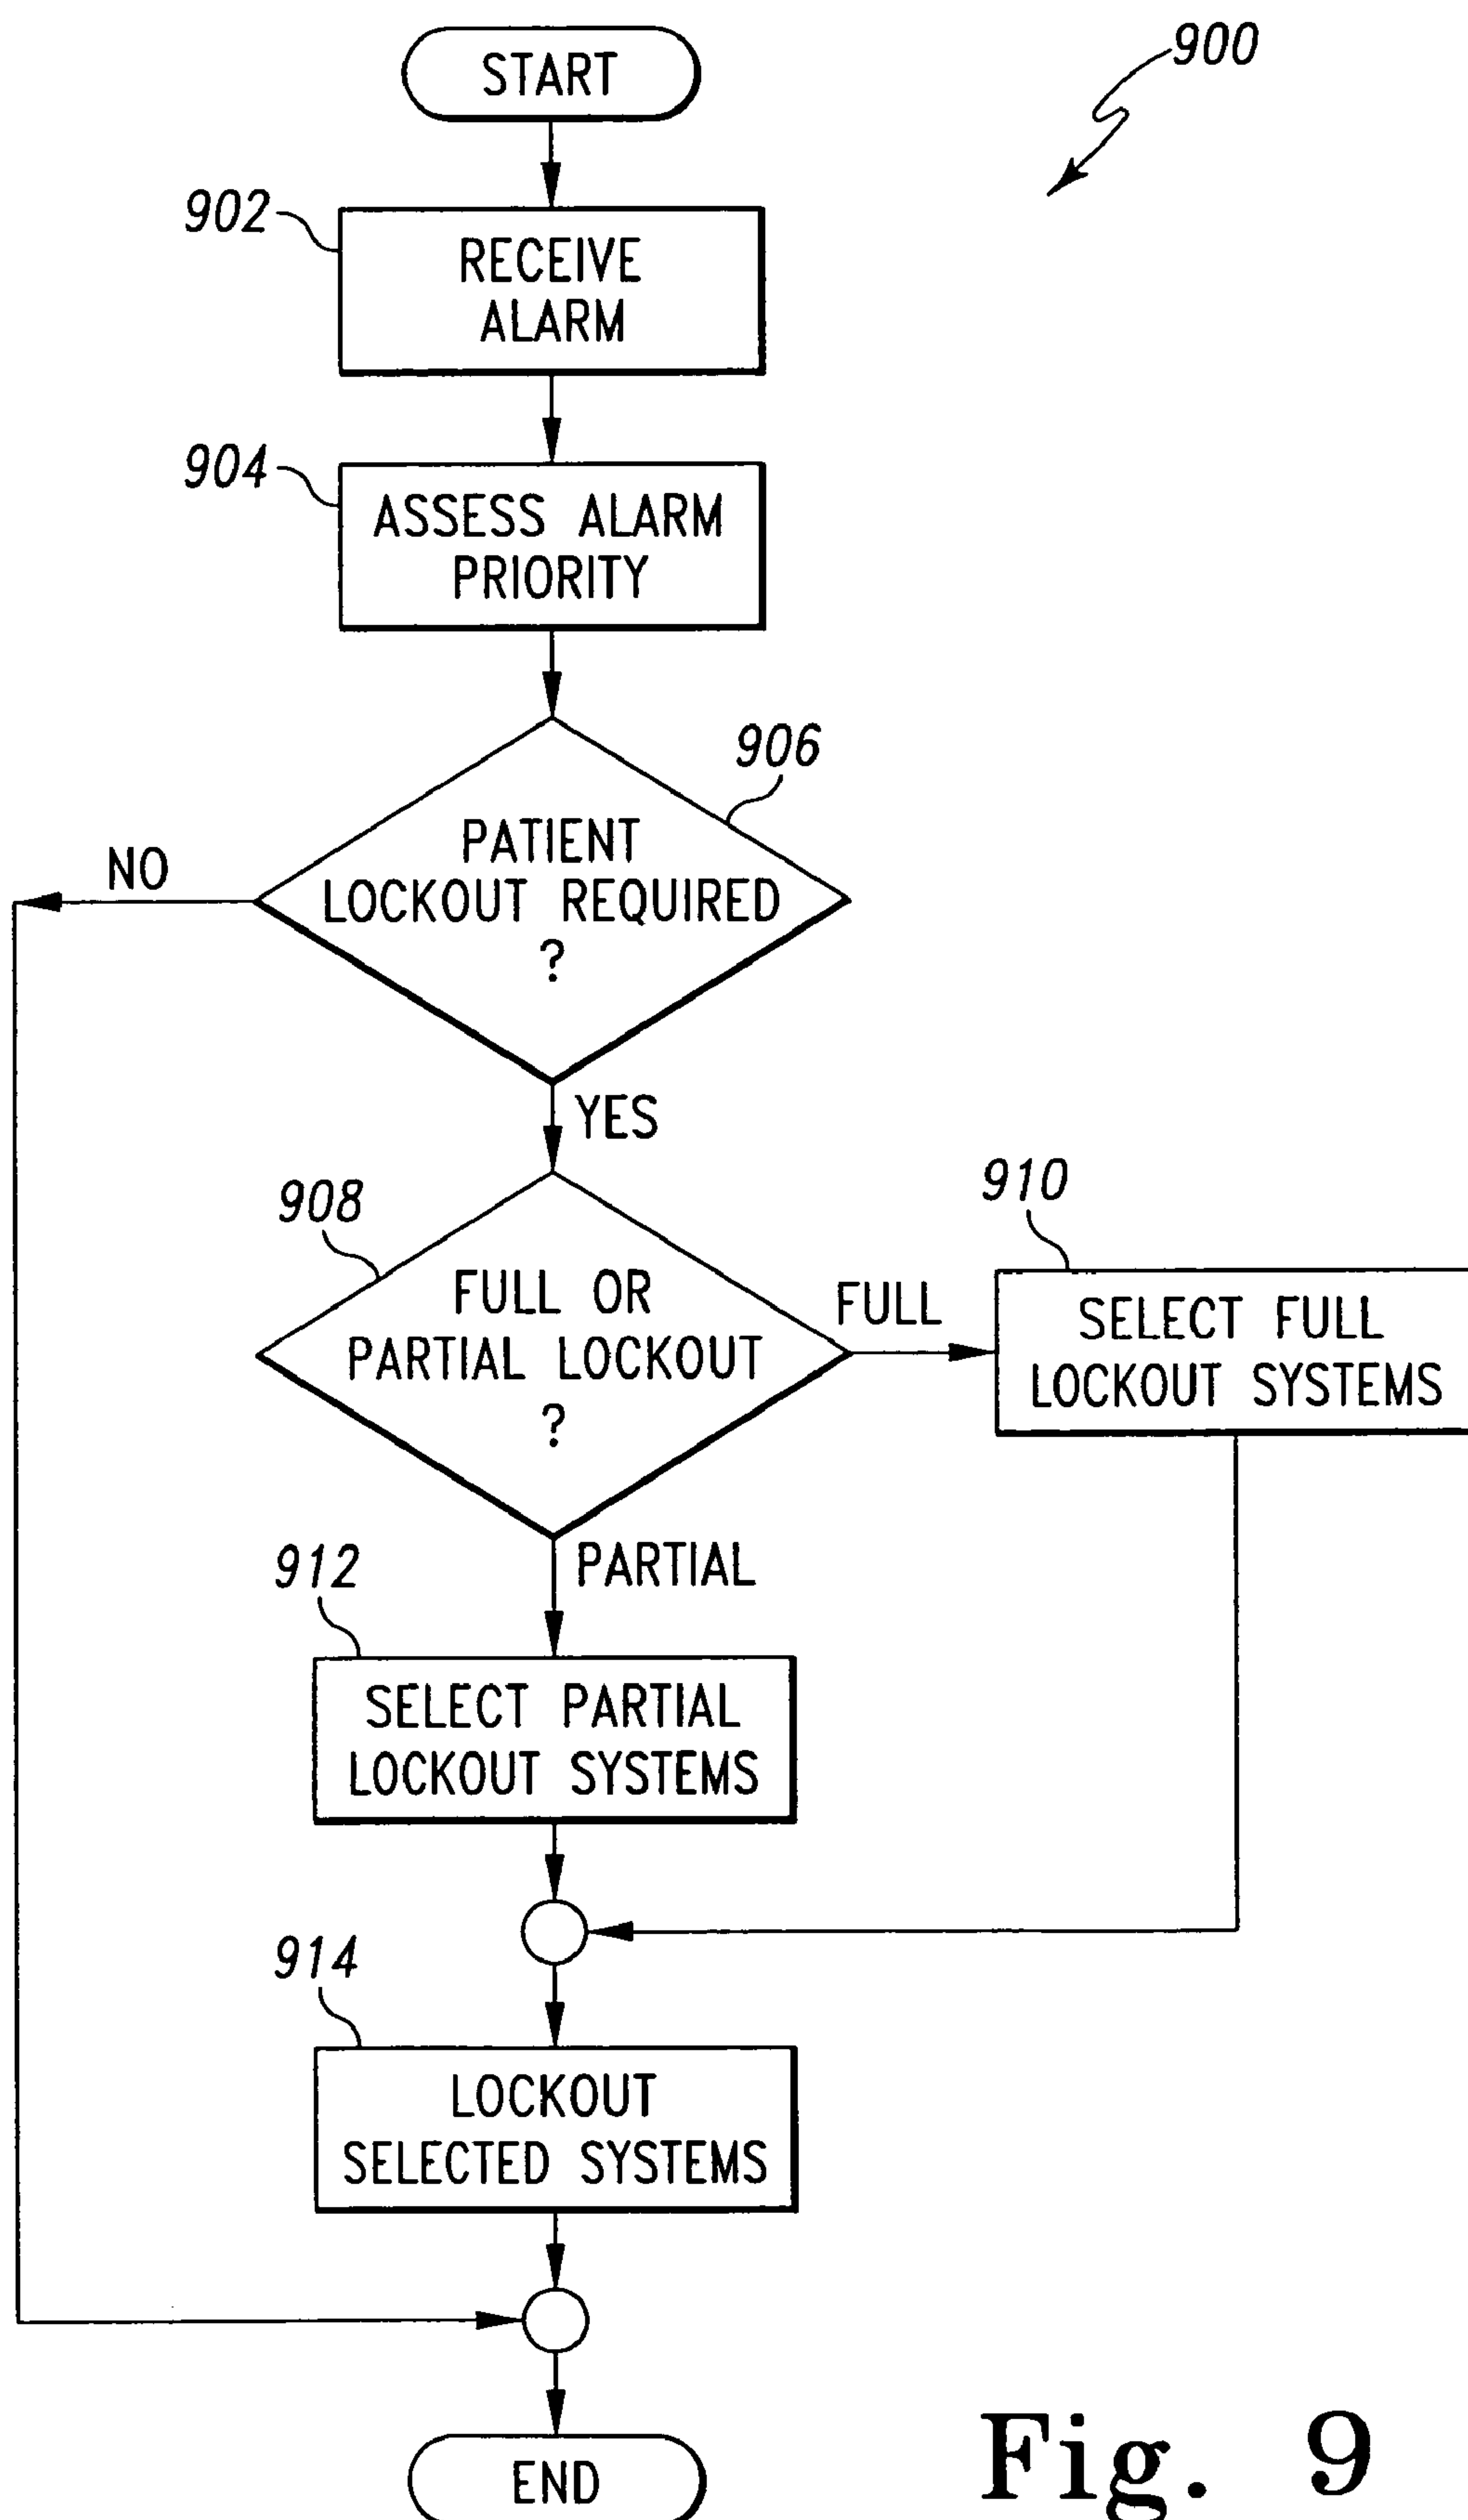 START
900
902
RECEIVE
ALARM
904
ASSESS ALARM
PRIORITY
906
PATIENT
LOCKOUT REQUIRED
?
NO
YES
908
FULL OR
PARTIAL LOCKOUT
?
FULL
910
SELECT FULL
LOCKOUT SYSTEMS
PARTIAL
912
SELECT PARTIAL
LOCKOUT SYSTEMS
914
LOCKOUT
SELECTED SYSTEMS
END
Fig. 9